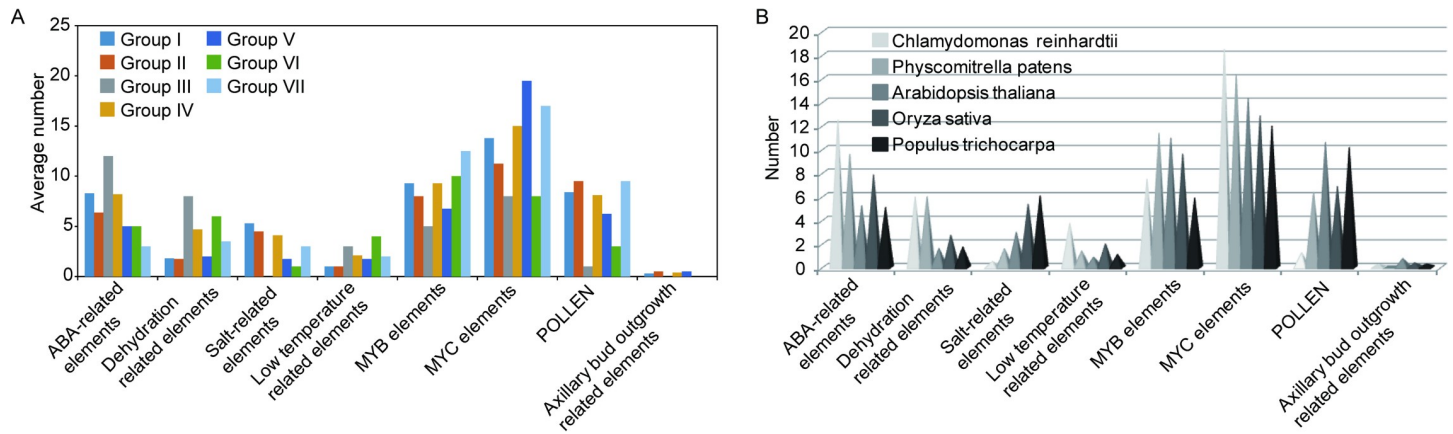 A
Average number
25
20
15
10
5
0
Group I
Group II
Group III
Group IV
Group V
Group VI
Group VII
ABA-related
elements
Dehydration
related elements
Salt-related
elements
Low temperature
related elements
MYB elements
MYC elements
POLLEN
Axillary bud outgrowth
related elements
B
Number
20
18
16
14
12
10
8
6
4
2
0
Chlamydomonas reinhardtii
Physcomitrella patens
Arabidopsis thaliana
Oryza sativa
Populus trichocarpa
ABA-related
elements
Dehydration
related elements
Salt-related
elements
Low temperature
related elements
MYB elements
MYC elements
POLLEN
Axillary bud outgrowth
related elements